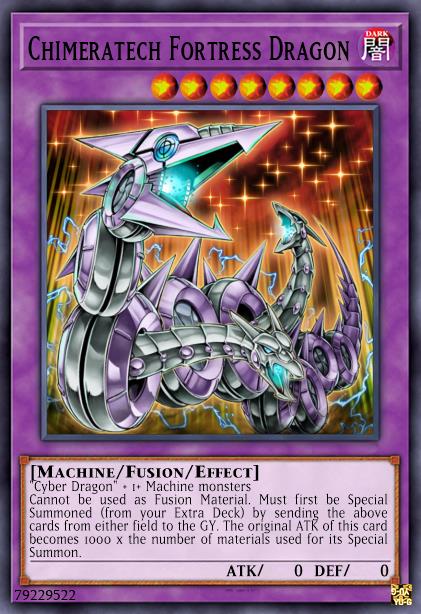 Chimeratech Fortress Dragon
DARK
闇
[Machine/Fusion/Effect]
"Cyber Dragon" + 1+ Machine monsters
Cannot be used as Fusion Material. Must first be Special
Summoned (from your Extra Deck) by sending the above
cards from either field to the GY. The original ATK of this card
becomes 1000 x the number of materials used for its Special
Summon.
ATK/ 0 DEF/ 0
79229522